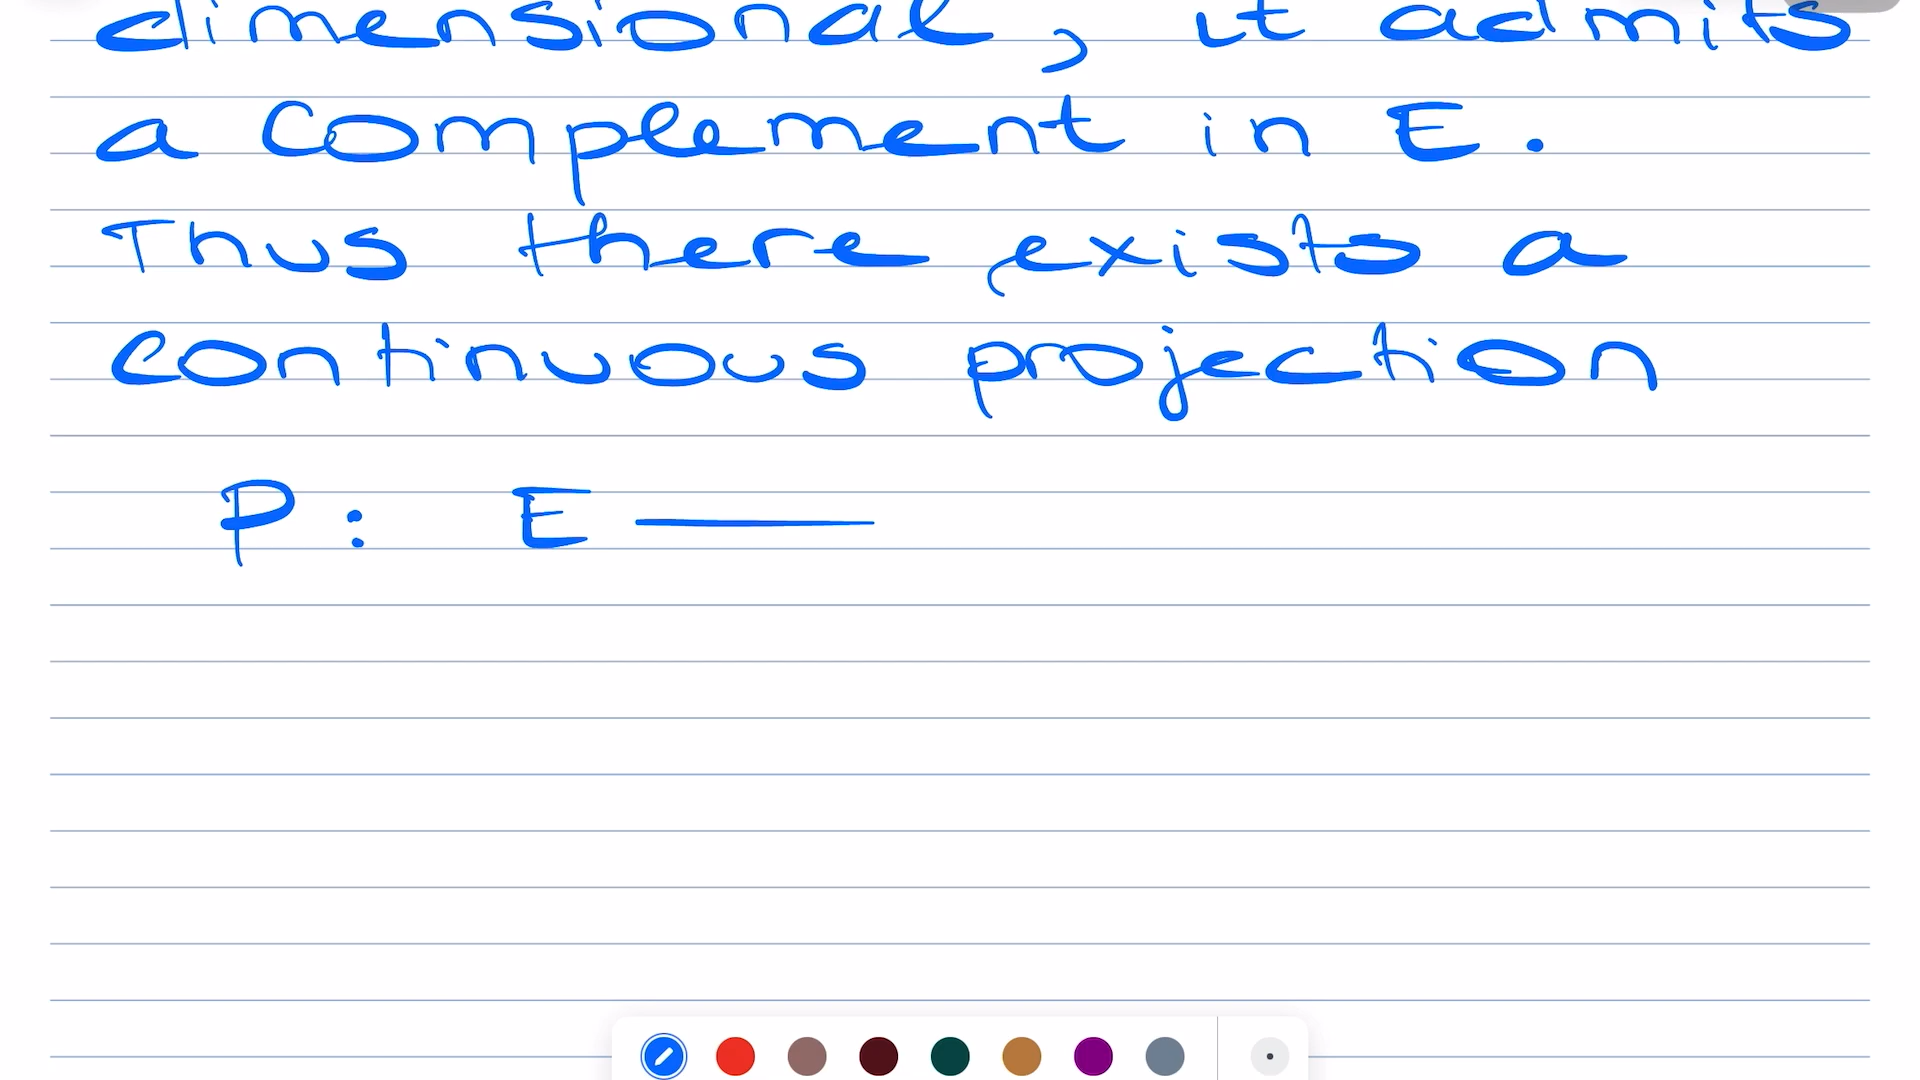 dimensional, it admits
a complement in E.
Thus there exists a
continuous projection
P: E —